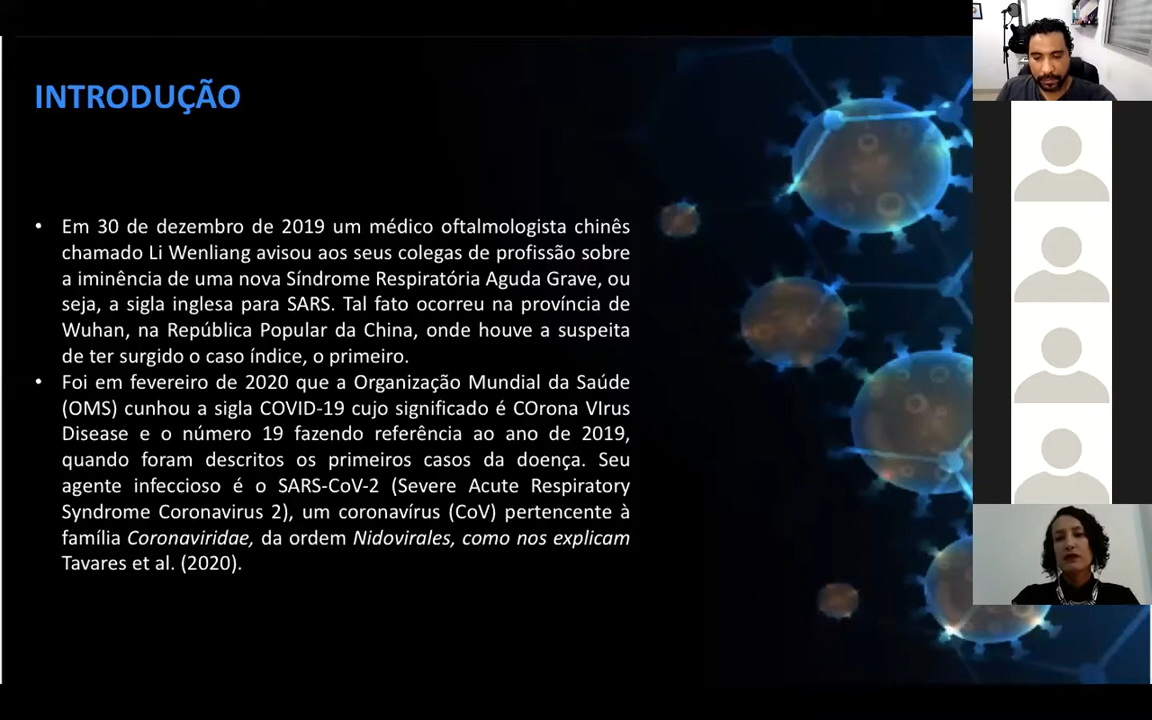 INTRODUÇÃO
• Em 30 de dezembro de 2019 um médico oftalmologista chinês
chamado Li Wenliang avisou aos seus colegas de profissão sobre
a iminência de uma nova Síndrome Respiratória Aguda Grave, ou
seja, a sigla inglesa para SARS. Tal fato ocorreu na província de
Wuhan, na República Popular da China, onde houve a suspeita
de ter surgido o caso índice, o primeiro.
• Foi em fevereiro de 2020 que a Organização Mundial da Saúde
(OMS) cunhou a sigla COVID-19 cujo significado é COrona VIrus
Disease e o número 19 fazendo referência ao ano de 2019,
quando foram descritos os primeiros casos da doença. Seu
agente infeccioso é o SARS-CoV-2 (Severe Acute Respiratory
Syndrome Coronavirus 2), um coronavírus (CoV) pertencente à
família Coronaviridae, da ordem Nidovirales, como nos explicam
Tavares et al. (2020).